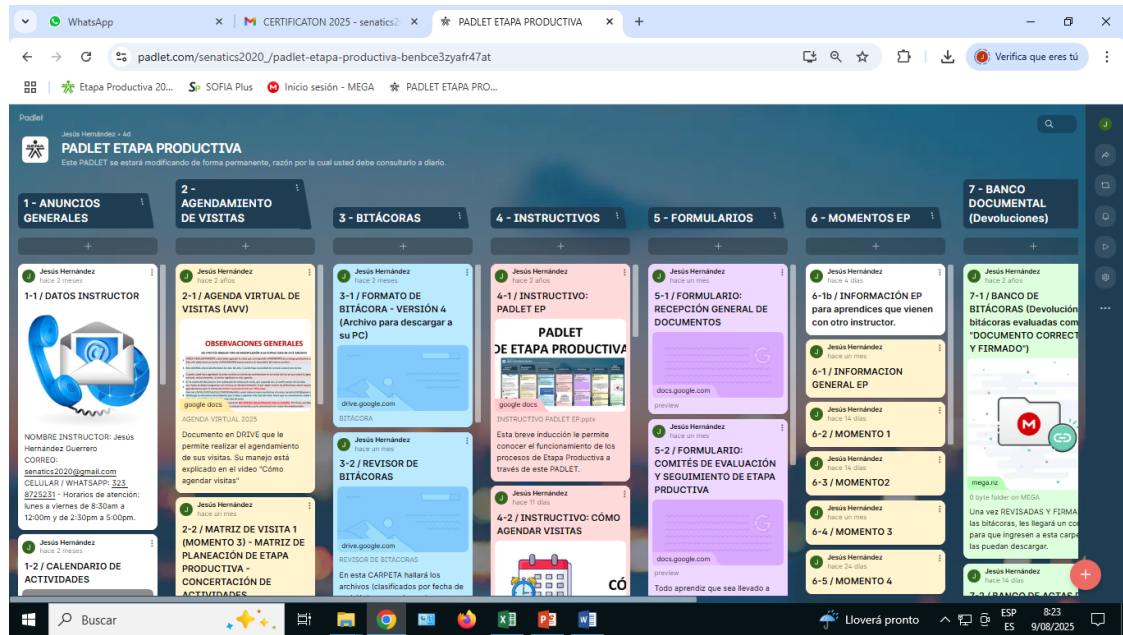 WhatsApp
CERTIFICATON 2025 - senatics2
PADLET ETAPA PRODUCTIVA
padlet.com/senatics2020_/padlet-etapa-productiva-benbce3zyafr47at
Verifica que eres tú
Etapa Productiva 20...
SOFIA Plus
Inicio sesión - MEGA
PADLET ETAPA PRO...
Padlet
Jesús Hernández • 4d
PADLET ETAPA PRODUCTIVA
Este PADLET se estará modificando de forma permanente, razón por la cual usted debe consultarlo a diario.
1 - ANUNCIOS
GENERALES
Jesús Hernández
hace 2 meses
1-1 / DATOS INSTRUCTOR
NOMBRE INSTRUCTOR: Jesús
Hernández Guerrero
CORREO:
senatics2020@gmail.com
CELULAR / WHATSAPP: 323
8725231 - Horarios de atención:
lunes a viernes de 8:30am a
12:00m y de 2:30pm a 5:00pm.
Jesús Hernández
hace 2 meses
1-2 / CALENDARIO DE
ACTIVIDADES
2 -
AGENDAMIENTO
DE VISITAS
Jesús Hernández
hace 2 años
2-1 / AGENDA VIRTUAL DE
VISITAS (AVV)
OBSERVACIONES GENERALES
google docs
AGENDA VIRTUAL 2025
Documento en DRIVE que le
permite realizar el agendamiento
de sus visitas. Su manejo está
explicado en el video "Cómo
agendar visitas"
Jesús Hernández
hace un mes
2-2 / MATRIZ DE VISITA 1
(MOMENTO 3) - MATRIZ DE
PLANEACIÓN DE ETAPA
PRODUCTIVA -
CONCERTACIÓN DE
ACTIVIDADES
3 - BITÁCORAS
Jesús Hernández
hace 2 meses
3-1 / FORMATO DE
BITÁCORA - VERSIÓN 4
(Archivo para descargar a
su PC)
drive.google.com
BITÁCORA
Jesús Hernández
hace un mes
3-2 / REVISOR DE
BITÁCORAS
drive.google.com
REVISOR DE BITÁCORAS
En esta CARPETA hallará los
archivos (clasificados por fecha de
4 - INSTRUCTIVOS
Jesús Hernández
hace 2 años
4-1 / INSTRUCTIVO:
PADLET EP
PADLET
DE ETAPA PRODUCTIVA
google docs
INSTRUCTIVO PADLET EP.pptx
Esta breve inducción le permite
conocer el funcionamiento de los
procesos de Etapa Productiva a
través de este PADLET.
Jesús Hernández
hace 11 días
4-2 / INSTRUCTIVO: CÓMO
AGENDAR VISITAS
CÓ
5 - FORMULARIOS
Jesús Hernández
hace un mes
5-1 / FORMULARIO:
RECEPCIÓN GENERAL DE
DOCUMENTOS
docs.google.com
preview
Jesús Hernández
hace un mes
5-2 / FORMULARIO:
COMITÉS DE EVALUACIÓN
Y SEGUIMIENTO DE ETAPA
PRDUCTIVA
docs.google.com
preview
Todo aprendiz que sea llevado a
6 - MOMENTOS EP
Jesús Hernández
hace 4 días
6-1b / INFORMACIÓN EP
para aprendices que vienen
con otro instructor.
Jesús Hernández
hace un mes
6-1 / INFORMACION
GENERAL EP
Jesús Hernández
hace 14 días
6-2 / MOMENTO 1
Jesús Hernández
hace 14 días
6-3 / MOMENTO2
Jesús Hernández
hace un mes
6-4 / MOMENTO 3
Jesús Hernández
hace 24 días
6-5 / MOMENTO 4
7 - BANCO
DOCUMENTAL
(Devoluciones)
Jesús Hernández
hace 2 años
7-1 / BANCO DE
BITÁCORAS (Devolución
bitácoras evaluadas com
"DOCUMENTO CORRECT
Y FIRMADO")
mega.nz
0 byte folder on MEGA
Una vez REVISADAS Y FIRMA
las bitácoras, les llegará un co
para que ingresen a esta carpe
las puedan descargar.
Jesús Hernández
hace 14 días
7-2 / BANCO DE ACTAS
Buscar
Lloverá pronto
ESP
ES
8:23
9/08/2025